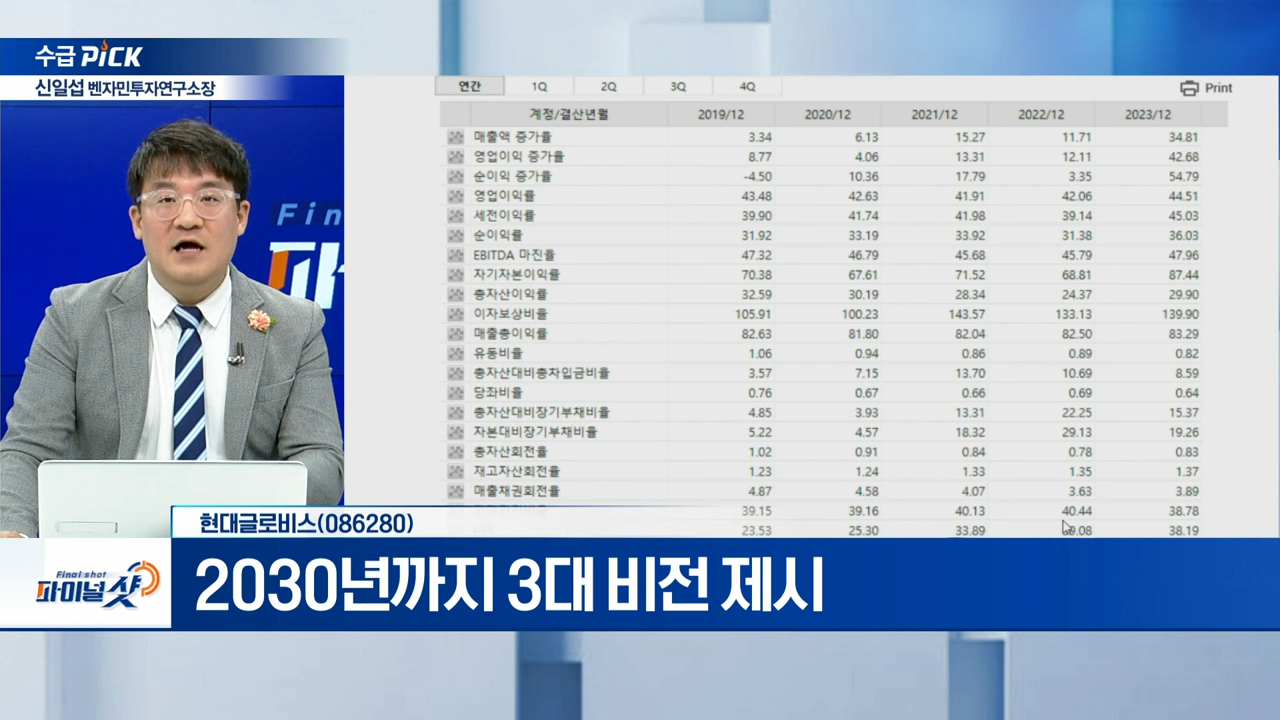 수급 PiCK
신일섭 벤자민투자연구소장
Fin
파
연간 1Q 2Q 3Q 4Q
Print
계정/결산년월 2019/12 2020/12 2021/12 2022/12 2023/12
매출액 증가율 3.34 6.13 15.27 11.71 34.81
영업이익 증가율 8.77 4.06 13.31 12.11 42.68
순이익 증가율 -4.50 10.36 17.79 3.35 54.79
영업이익률 43.48 42.63 41.91 42.06 44.51
세전이익률 39.90 41.74 41.98 39.14 45.03
순이익률 31.92 33.19 33.92 31.38 36.03
EBITDA 마진율 47.32 46.79 45.68 45.79 47.96
자기자본이익률 70.38 67.61 71.52 68.81 87.44
총자산이익률 32.59 30.19 28.34 24.37 29.90
이자보상비율 105.91 100.23 143.57 133.13 139.90
매출총이익률 82.63 81.80 82.04 82.50 83.29
유동비율 1.06 0.94 0.86 0.89 0.82
총자산대비총차입금비율 3.57 7.15 13.70 10.69 8.59
당좌비율 0.76 0.67 0.66 0.69 0.64
총자산대비장기부채비율 4.85 3.93 13.31 22.25 15.37
자본대비장기부채비율 5.22 4.57 18.32 29.13 19.26
총자산회전율 1.02 0.91 0.84 0.78 0.83
재고자산회전율 1.23 1.24 1.33 1.35 1.37
매출채권회전율 4.87 4.58 4.07 3.63 3.89
39.15 39.16 40.13 40.44 38.78
23.53 25.30 33.89 38.19
현대글로비스(086280)
Final shot
파이널샷
2030년까지 3대 비전 제시